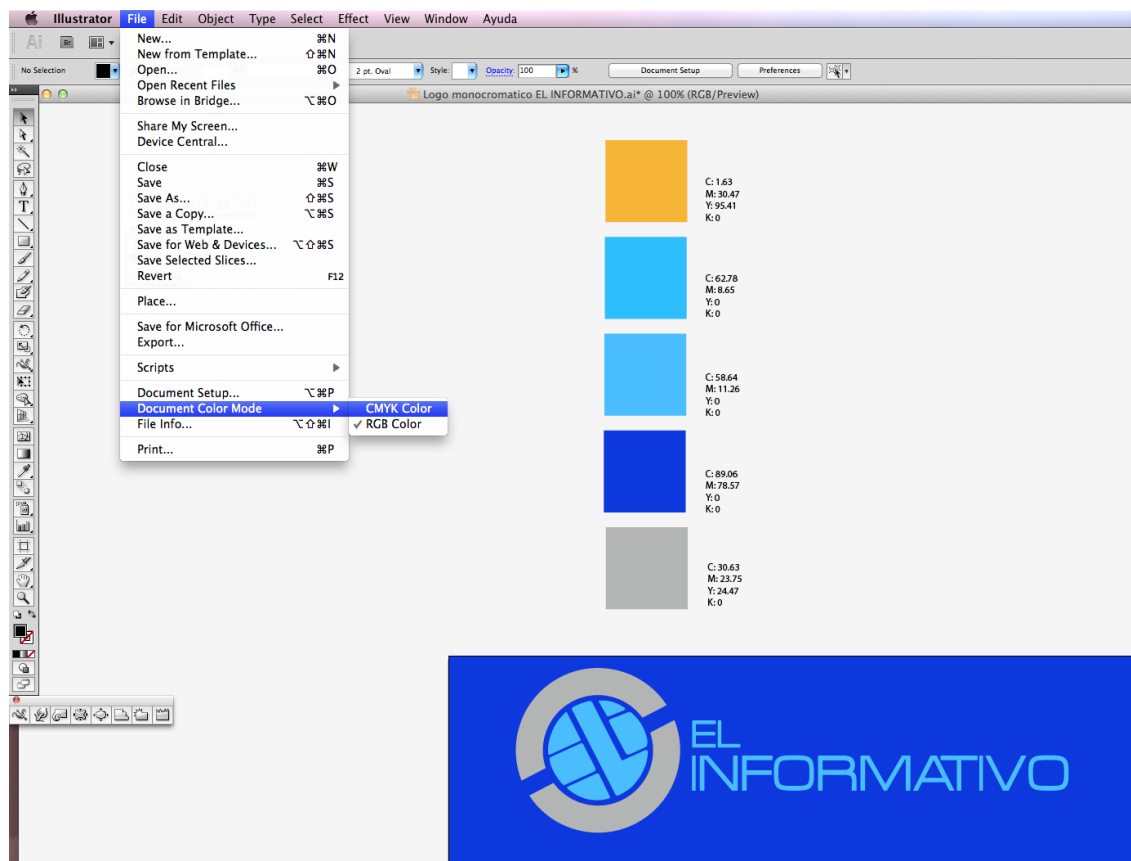 Illustrator File Edit Object Type Select Effect View Window Ayuda
Ai Br
No Selection 2 pt. Oval Style: Opacity: 100 % Document Setup Preferences
Logo monocromatico EL INFORMATIVO.ai* @ 100% (RGB/Preview)
New... ⌘N
New from Template... ⇧⌘N
Open... ⌘O
Open Recent Files
Browse in Bridge... ⌥⌘O
Share My Screen...
Device Central...
Close ⌘W
Save ⌘S
Save As... ⇧⌘S
Save a Copy... ⌥⌘S
Save as Template...
Save for Web & Devices... ⌥⇧⌘S
Save Selected Slices...
Revert F12
Place...
Save for Microsoft Office...
Export...
Scripts
Document Setup... ⌥⌘P
Document Color Mode
CMYK Color
✓ RGB Color
File Info... ⌥⇧⌘I
Print... ⌘P
C: 1.63
M: 30.47
Y: 95.41
K: 0
C: 62.78
M: 8.65
Y: 0
K: 0
C: 58.64
M: 11.26
Y: 0
K: 0
C: 89.06
M: 78.57
Y: 0
K: 0
C: 30.63
M: 23.75
Y: 24.47
K: 0
EL
INFORMATIVO